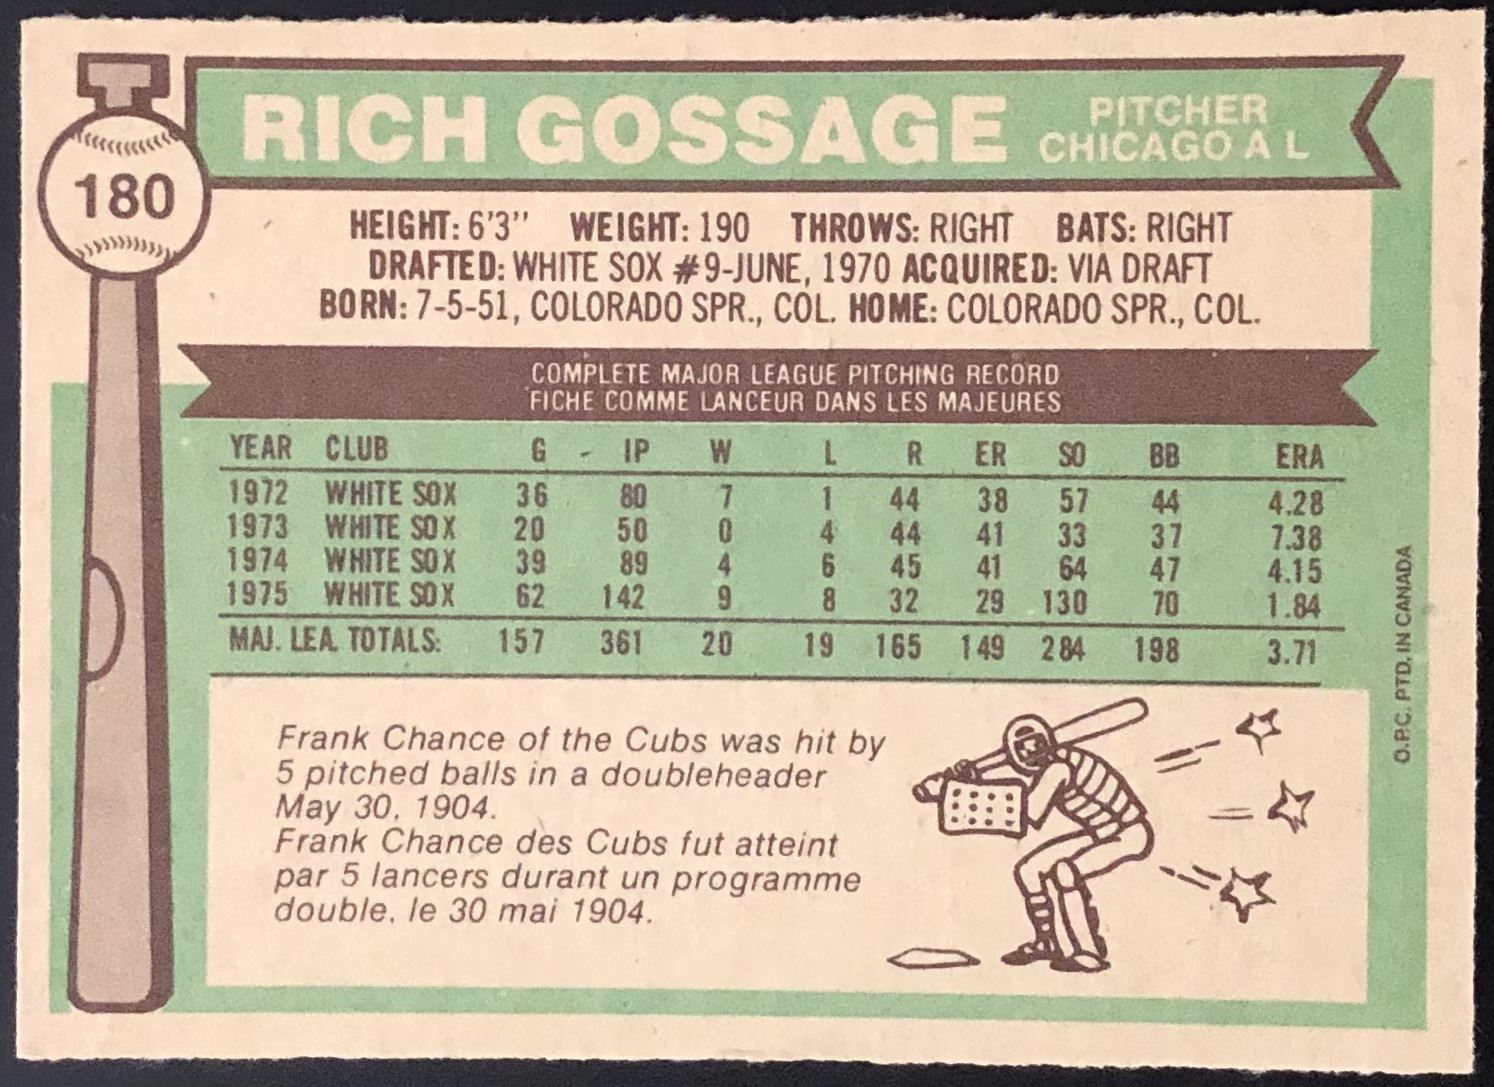 180
RICH GOSSAGE
PITCHER
CHICAGO A L
HEIGHT: 6'3" WEIGHT: 190 THROWS: RIGHT BATS: RIGHT
DRAFTED: WHITE SOX #9-JUNE, 1970 ACQUIRED: VIA DRAFT
BORN: 7-5-51, COLORADO SPR., COL. HOME: COLORADO SPR., COL.
COMPLETE MAJOR LEAGUE PITCHING RECORD
FICHE COMME LANCEUR DANS LES MAJEURES
YEAR CLUB G IP W L R ER SO BB ERA
1972 WHITE SOX 36 80 7 1 44 38 57 44 4.28
1973 WHITE SOX 20 50 0 4 44 41 33 37 7.38
1974 WHITE SOX 39 89 4 6 45 41 64 47 4.15
1975 WHITE SOX 62 142 9 8 32 29 130 70 1.84
MAJ. LEA. TOTALS: 157 361 20 19 165 149 284 198 3.71
Frank Chance of the Cubs was hit by
5 pitched balls in a doubleheader
May 30, 1904.
Frank Chance des Cubs fut atteint
par 5 lancers durant un programme
double, le 30 mai 1904.
O.P.C. PTD. IN CANADA